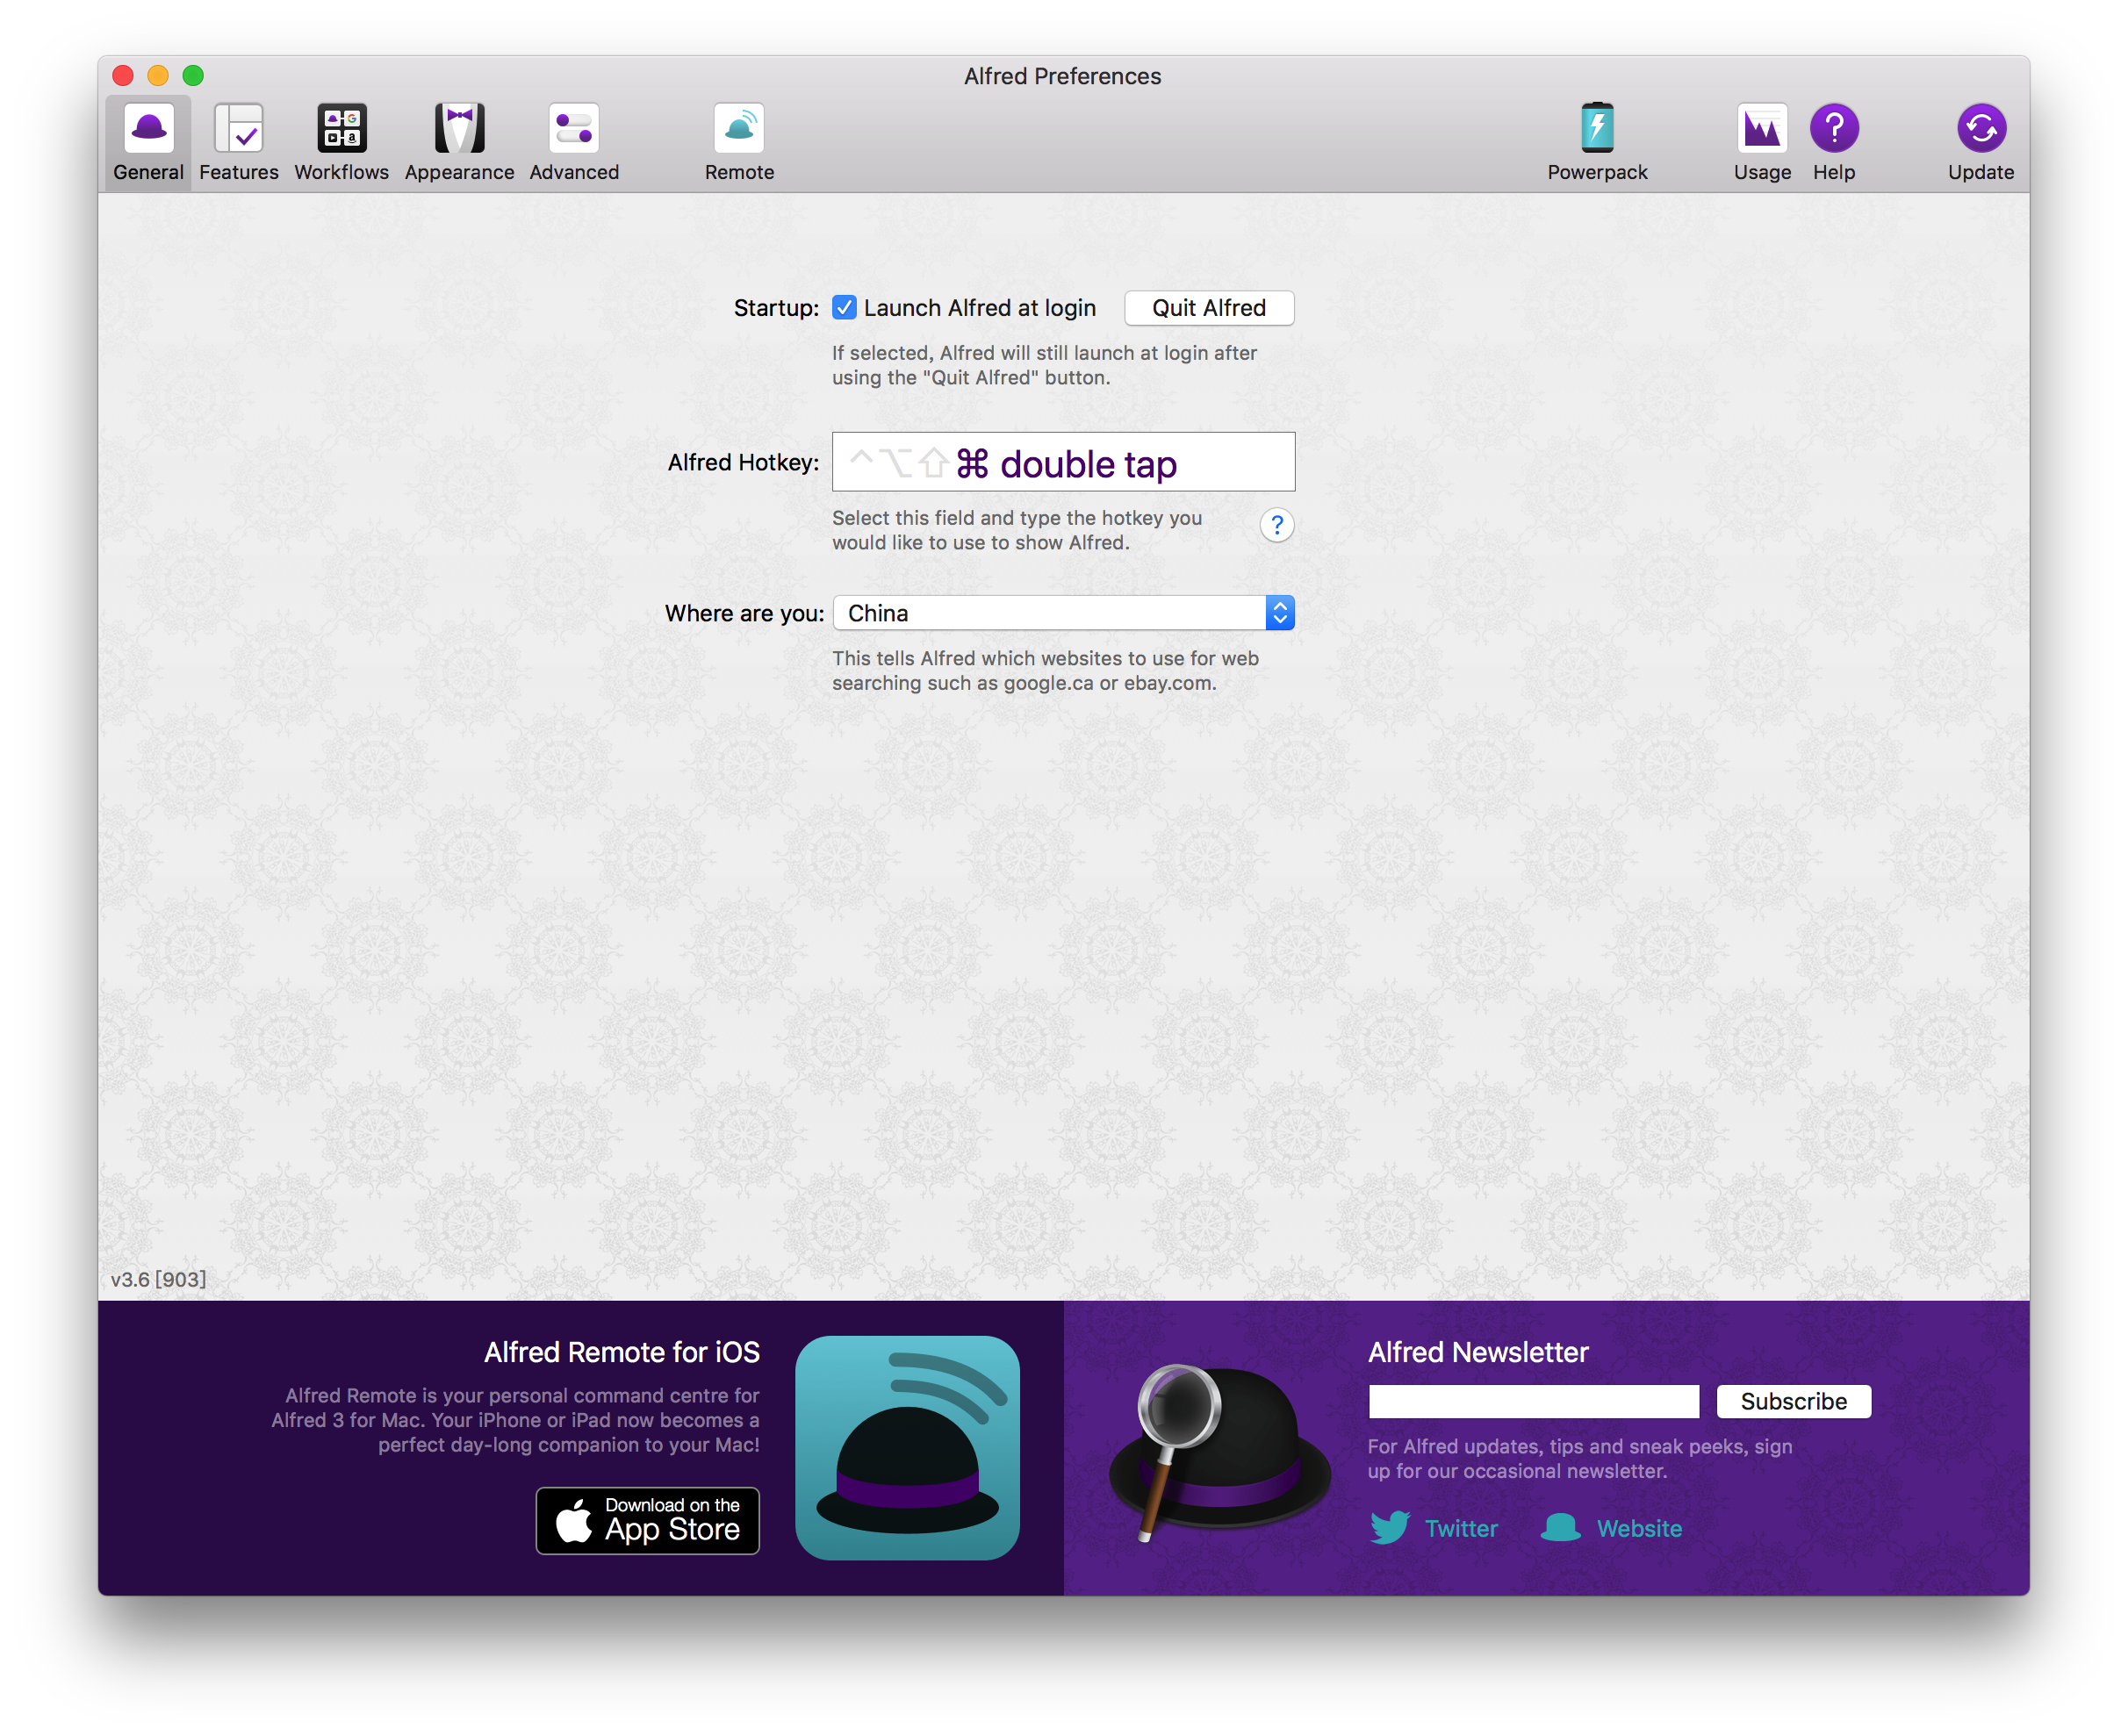 Alfred Preferences
General Features Workflows Appearance Advanced Remote Powerpack Usage Help Update
Startup: Launch Alfred at login Quit Alfred
If selected, Alfred will still launch at login after
using the "Quit Alfred" button.
Alfred Hotkey: ^⌥⇧⌘ double tap
Select this field and type the hotkey you
would like to use to show Alfred.
?
Where are you: China
This tells Alfred which websites to use for web
searching such as google.ca or ebay.com.
v3.6 [903]
Alfred Remote for iOS
Alfred Remote is your personal command centre for
Alfred 3 for Mac. Your iPhone or iPad now becomes a
perfect day-long companion to your Mac!
Download on the
App Store
Alfred Newsletter
Subscribe
For Alfred updates, tips and sneak peeks, sign
up for our occasional newsletter.
Twitter Website